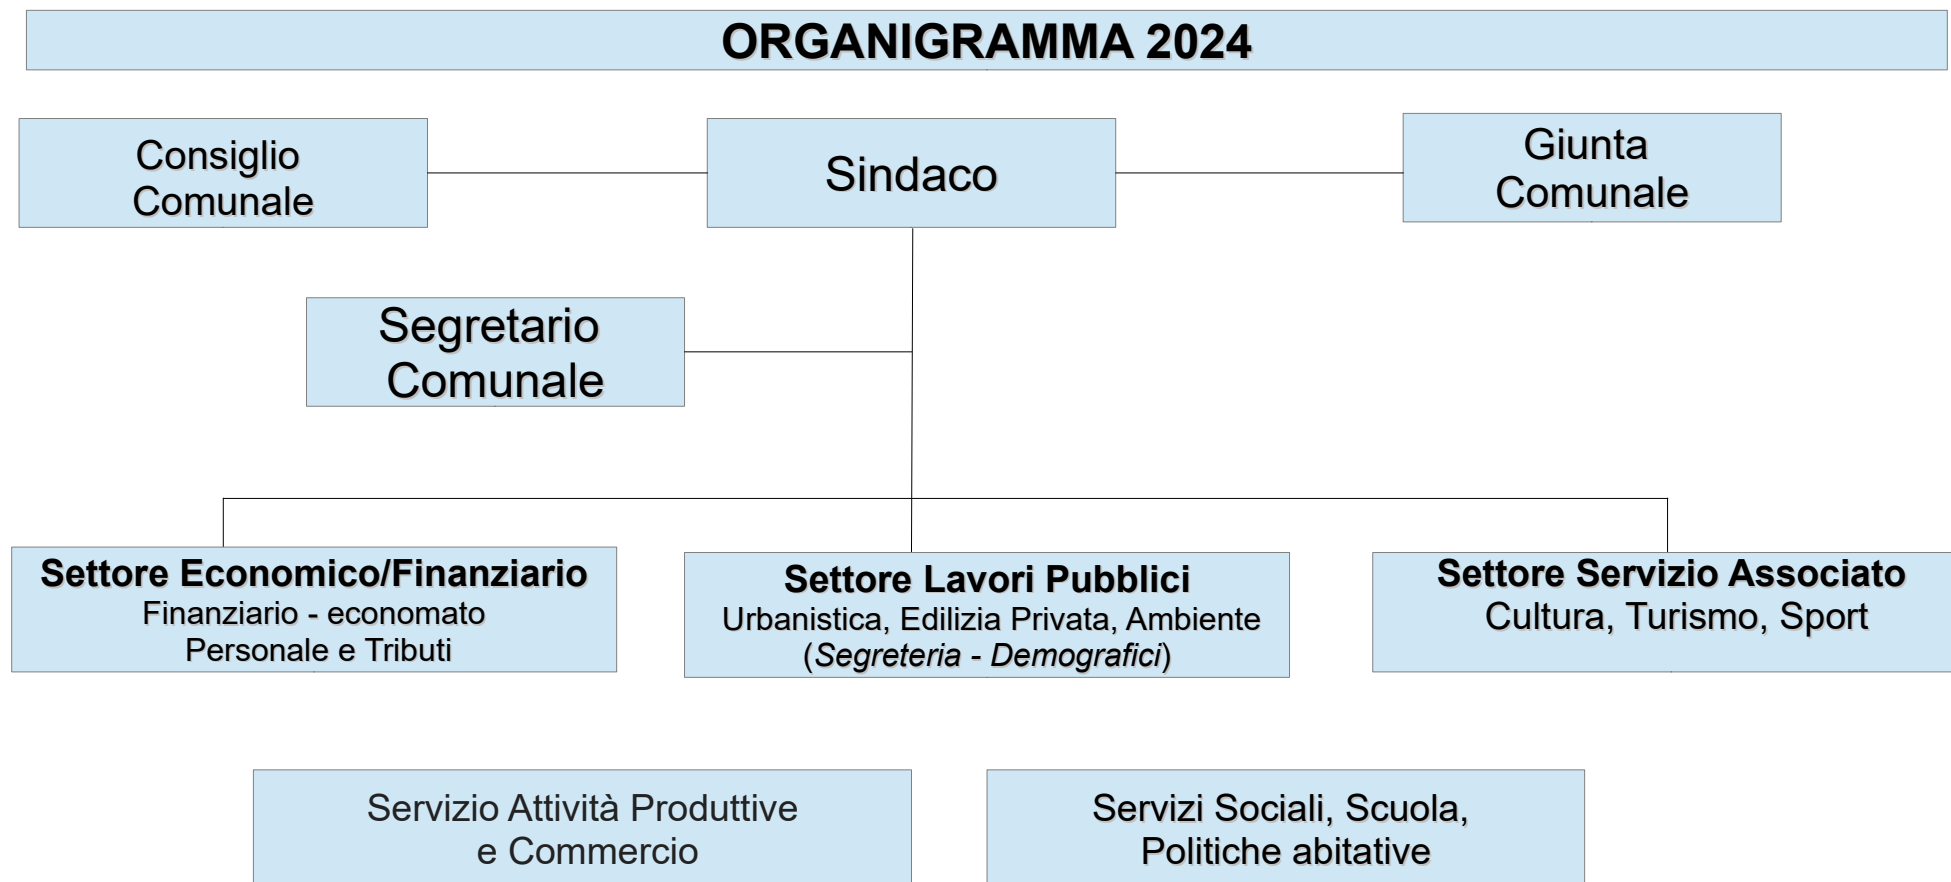 ORGANIGRAMMA 2024
Consiglio
Comunale
Sindaco
Giunta
Comunale
Segretario
Comunale
Settore Economico/Finanziario
Finanziario - economato
Personale e Tributi
Settore Lavori Pubblici
Urbanistica, Edilizia Privata, Ambiente
(Segreteria - Demografici)
Settore Servizio Associato
Cultura, Turismo, Sport
Servizio Attività Produttive
e Commercio
Servizi Sociali, Scuola,
Politiche abitative